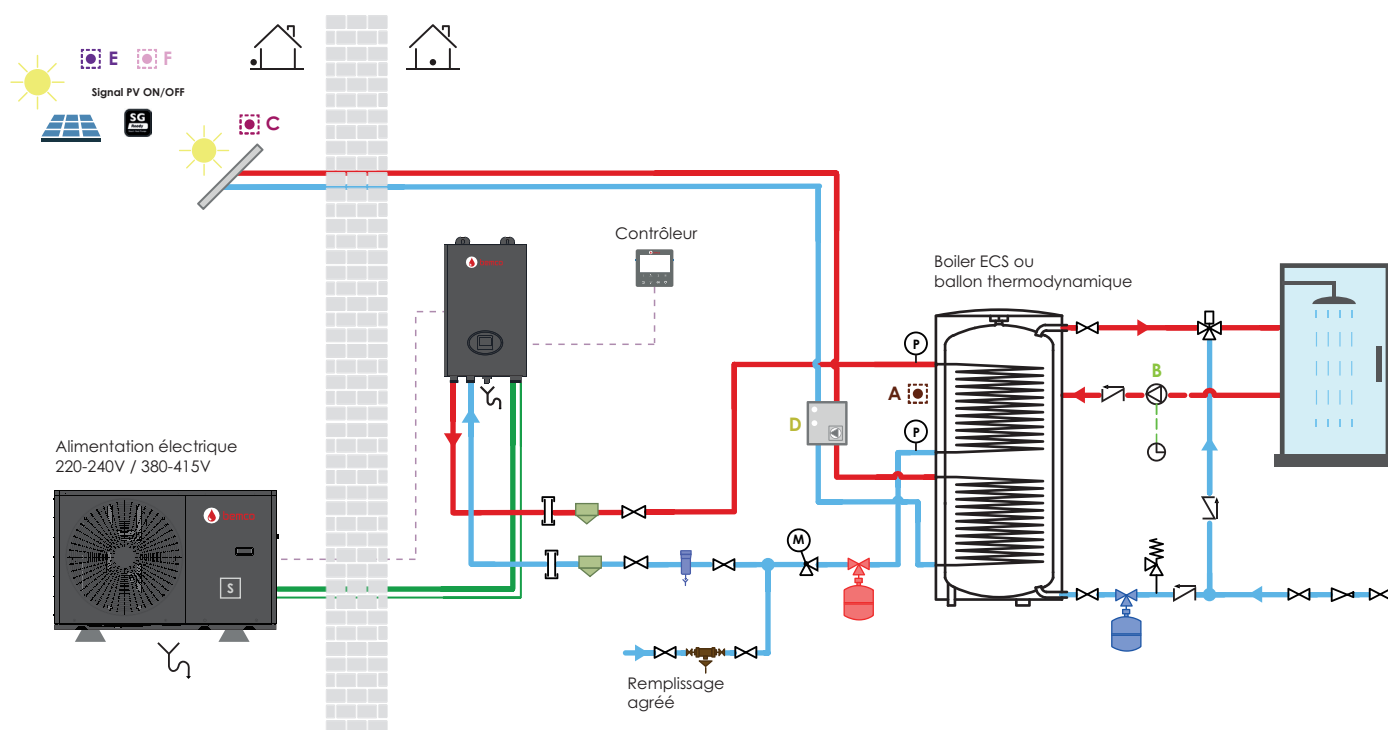 E
F
Signal PV ON/OFF
SG
Ready
C
Contrôleur
Boiler ECS ou
ballon thermodynamique
P
A
B
P
D
Alimentation électrique
220-240V / 380-415V
M
S
Remplissage
agréé